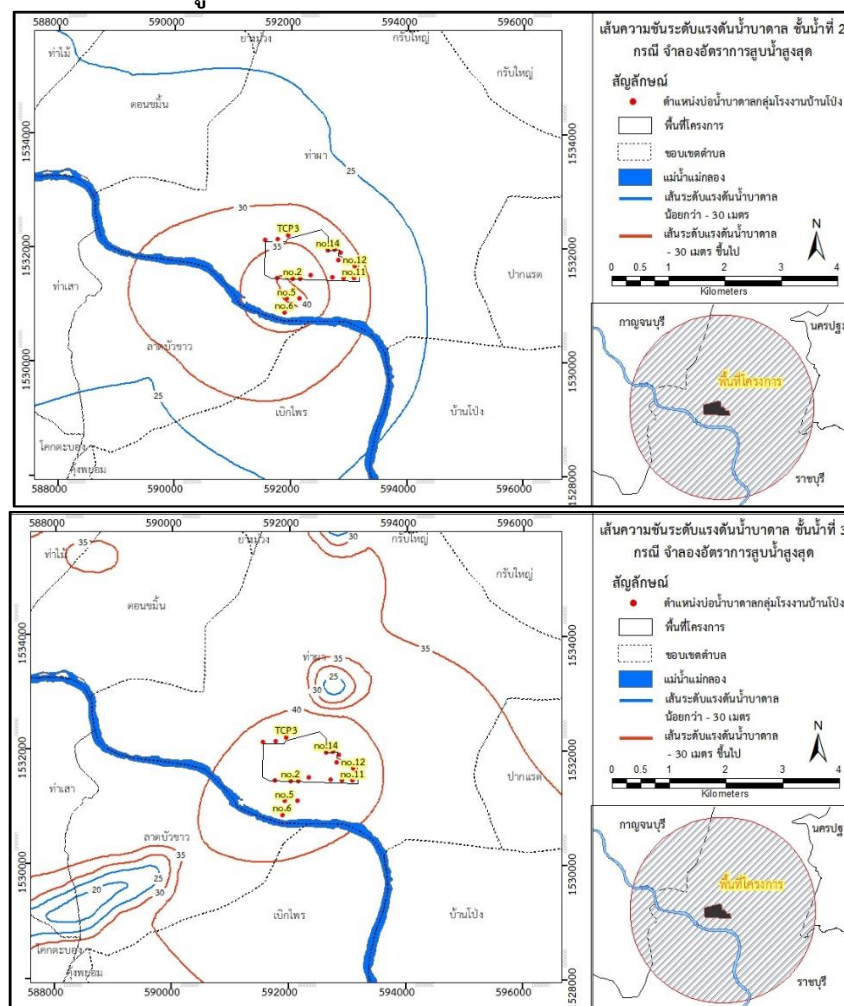 588000 590000 592000 594000 596000
ท่าไม้
ย่านม่วง
กรับใหญ่
กรับใหญ่
ดอนขมิ้น
ท่าผา
25
30
TCP3
35
no.14
no.12
no.2
no.11
no.5
40
no.6
ปากแรต
ท่าเสา
ลาดบัวขาว
25
เบิกไพร
บ้านโป่ง
โคกตะบอง
คุ้งพยอม
1534000
1532000
1530000
1528000
1534000
1532000
1530000
1528000
588000 590000 592000 594000 596000
เส้นความชันระดับแรงดันน้ำบาดาล ชั้นน้ำที่ 2
กรณี จำลองอัตราการสูบน้ำสูงสุด
สัญลักษณ์
ตำแหน่งบ่อน้ำบาดาลกลุ่มโรงงานบ้านโป่ง
พื้นที่โครงการ
ขอบเขตตำบล
แม่น้ำแม่กลอง
เส้นระดับแรงดันน้ำบาดาล
น้อยกว่า - 30 เมตร
เส้นระดับแรงดันน้ำบาดาล
- 30 เมตร ขึ้นไป
N
0 0.5 1 2 3 4
Kilometers
กาญจนบุรี
นครปฐม
พื้นที่โครงการ
ราชบุรี
588000 590000 592000 594000 596000
ท่าไม้
35
ย่านม่วง
30
กรับใหญ่
กรับใหญ่
ดอนขมิ้น
35
ท่าผา
35
25
30
40
TCP3
no.14
no.12
no.2
no.11
no.5
no.6
ปากแรต
ท่าเสา
ลาดบัวขาว
35
25
30
20
เบิกไพร
บ้านโป่ง
โคกตะบอง
คุ้งพยอม
1534000
1532000
1530000
1528000
1534000
1532000
1530000
1528000
588000 590000 592000 594000 596000
เส้นความชันระดับแรงดันน้ำบาดาล ชั้นน้ำที่ 3
กรณี จำลองอัตราการสูบน้ำสูงสุด
สัญลักษณ์
ตำแหน่งบ่อน้ำบาดาลกลุ่มโรงงานบ้านโป่ง
พื้นที่โครงการ
ขอบเขตตำบล
แม่น้ำแม่กลอง
เส้นระดับแรงดันน้ำบาดาล
น้อยกว่า - 30 เมตร
เส้นระดับแรงดันน้ำบาดาล
- 30 เมตร ขึ้นไป
N
0 0.5 1 2 3 4
Kilometers
กาญจนบุรี
นครปฐม
พื้นที่โครงการ
ราชบุรี